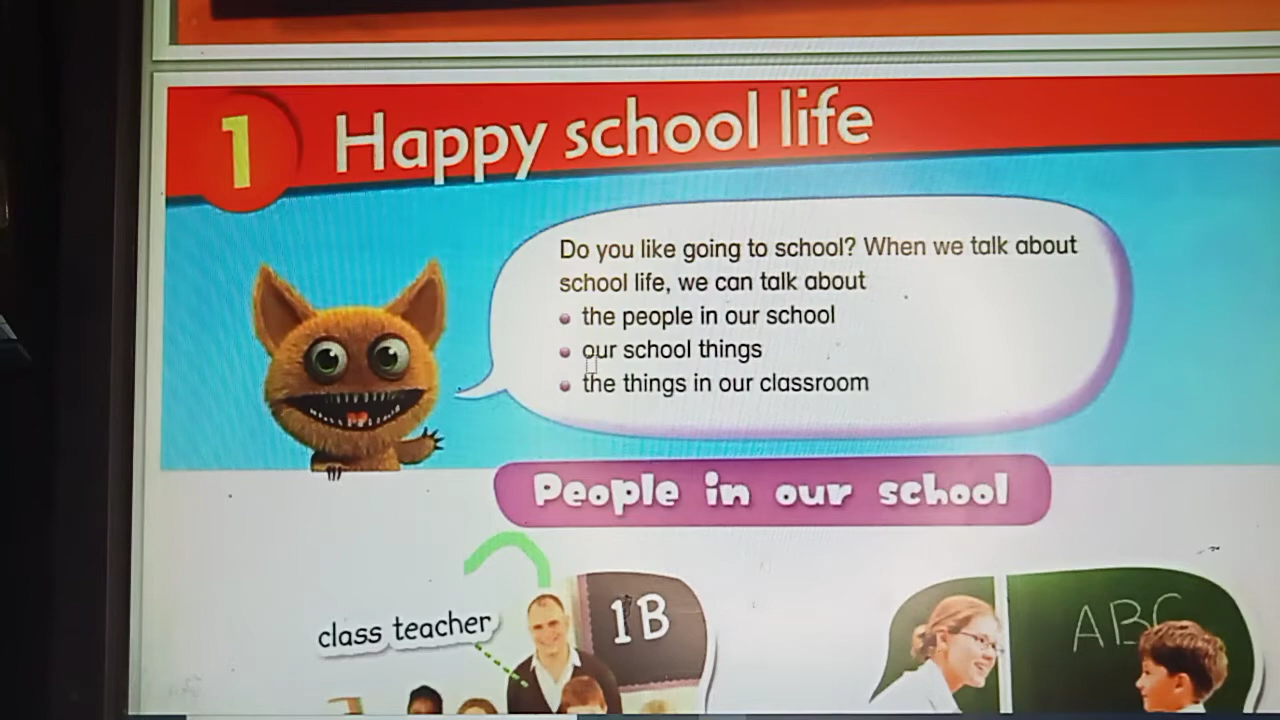 1 Happy school life
Do you like going to school? When we talk about
school life, we can talk about
• the people in our school
• our school things
• the things in our classroom
People in our school
class teacher
1B
ABC